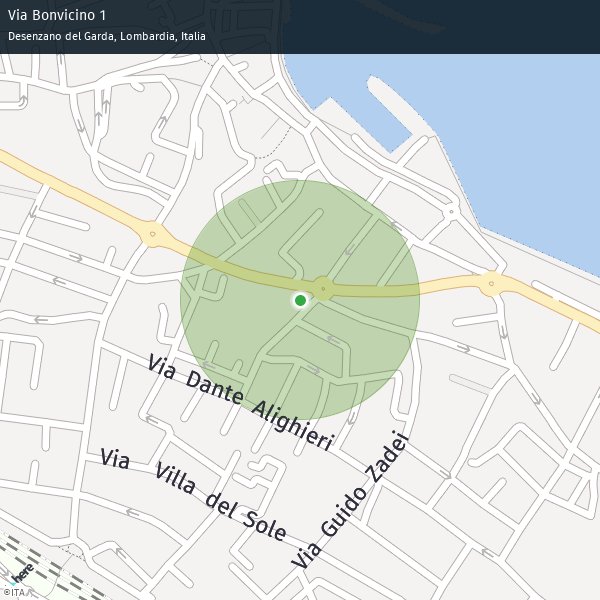 Via Bonvicino 1
Desenzano del Garda, Lombardia, Italia
Via Dante Alighieri
Via Villa del Sole
Via Guido Zadei
here
©ITA